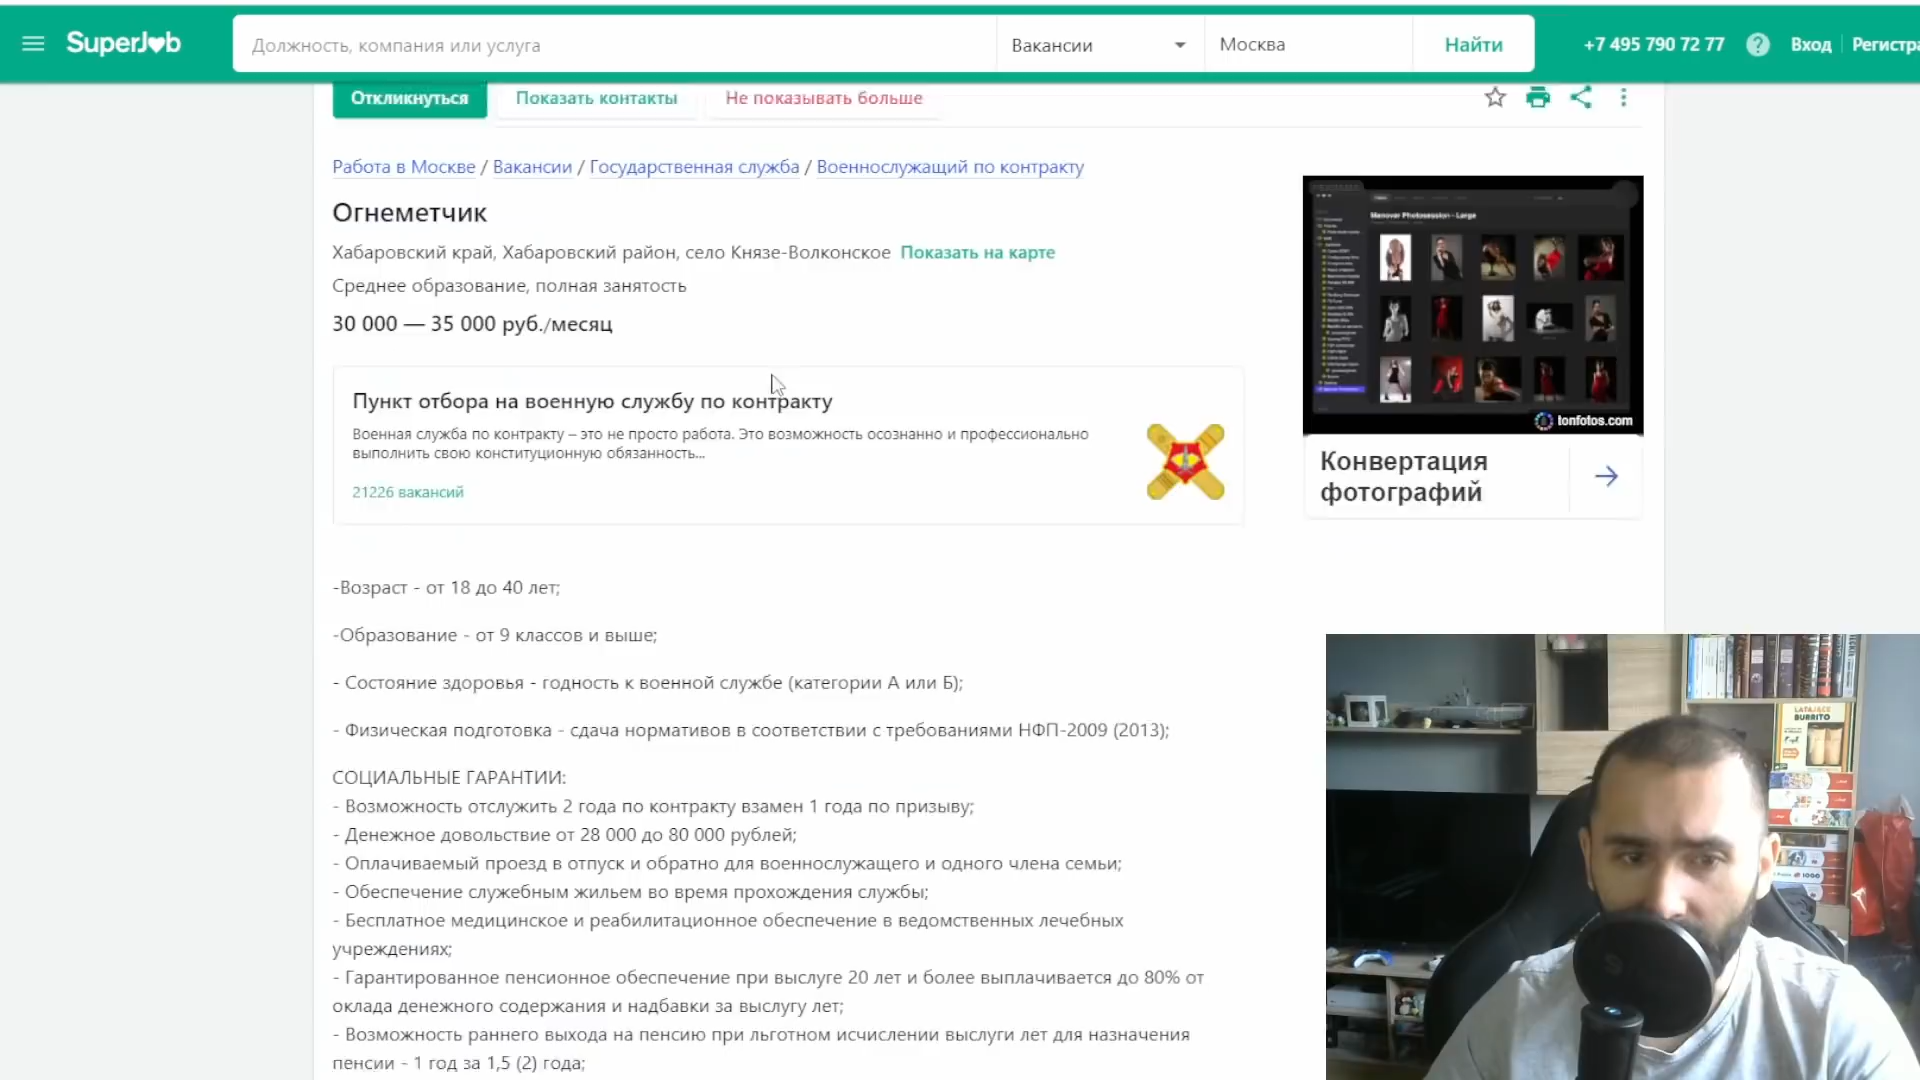 SuperJob
Должность, компания или услуга
Вакансии
Москва
Найти
+7 495 790 72 77
?
Вход
Регистра
Откликнуться
Показать контакты
Не показывать больше
Работа в Москве / Вакансии / Государственная служба / Военнослужащий по контракту
Огнеметчик
Хабаровский край, Хабаровский район, село Князе-Волконское Показать на карте
Среднее образование, полная занятость
30 000 — 35 000 руб./месяц
Пункт отбора на военную службу по контракту
Военная служба по контракту – это не просто работа. Это возможность осознанно и профессионально
выполнить свою конституционную обязанность...
21226 вакансий
Menovar Photosession - Large
tonfotos.com
Конвертация
фотографий
-Возраст - от 18 до 40 лет;
-Образование - от 9 классов и выше;
- Состояние здоровья - годность к военной службе (категории А или Б);
- Физическая подготовка - сдача нормативов в соответствии с требованиями НФП-2009 (2013);
СОЦИАЛЬНЫЕ ГАРАНТИИ:
- Возможность отслужить 2 года по контракту взамен 1 года по призыву;
- Денежное довольствие от 28 000 до 80 000 рублей;
- Оплачиваемый проезд в отпуск и обратно для военнослужащего и одного члена семьи;
- Обеспечение служебным жильем во время прохождения службы;
- Бесплатное медицинское и реабилитационное обеспечение в ведомственных лечебных
учреждениях;
- Гарантированное пенсионное обеспечение при выслуге 20 лет и более выплачивается до 80% от
оклада денежного содержания и надбавки за выслугу лет;
- Возможность раннего выхода на пенсию при льготном исчислении выслуги лет для назначения
пенсии - 1 год за 1,5 (2) года;
LATAJĄCE
BURRITO
1000